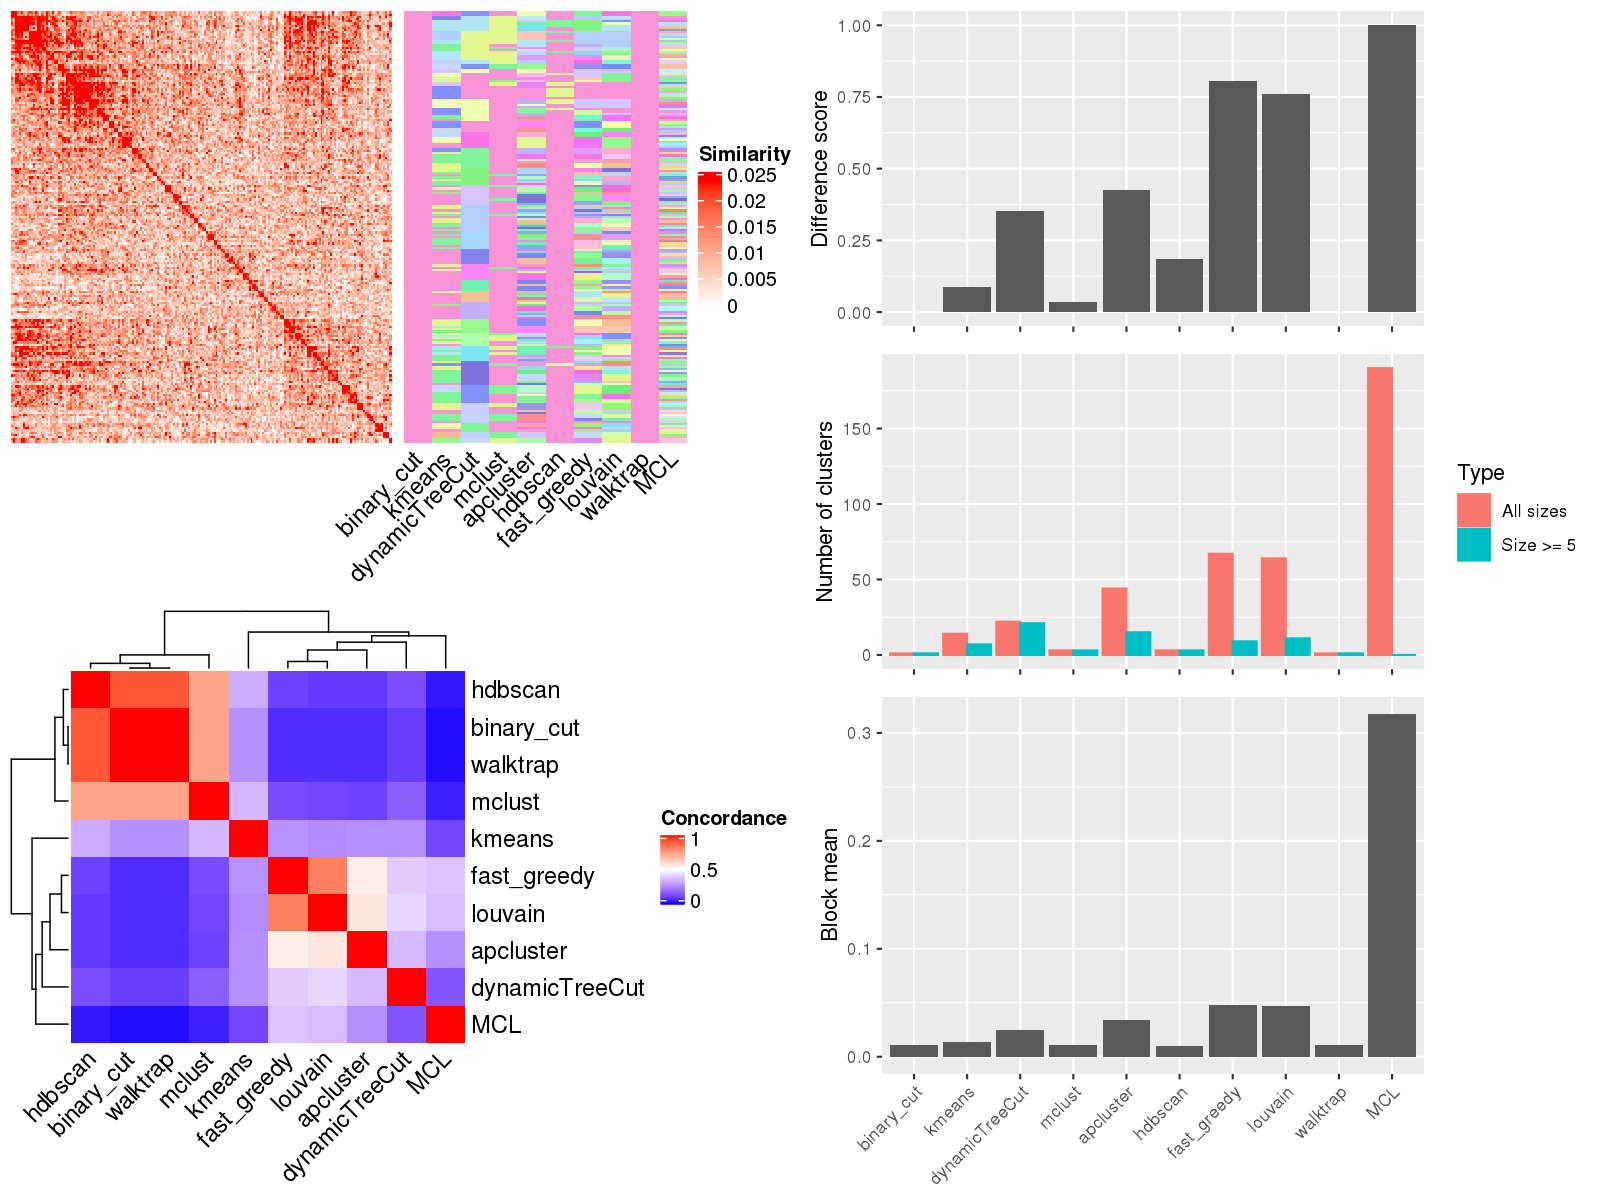 Similarity
0.025
0.02
0.015
0.01
0.005
0
binary_cut
kmeans
dynamicTreeCut
mclust
apcluster
hdbscan
fast_greedy
louvain
walktrap
MCL
hdbscan
binary_cut
walktrap
mclust
kmeans
fast_greedy
louvain
apcluster
dynamicTreeCut
MCL
Concordance
1
0.5
0
hdbscan
binary_cut
walktrap
mclust
kmeans
fast_greedy
louvain
apcluster
dynamicTreeCut
MCL
Difference score
1.00
0.75
0.50
0.25
0.00
Number of clusters
150
100
50
0
Type
All sizes
Size >= 5
Block mean
0.3
0.2
0.1
0.0
binary_cut
kmeans
dynamicTreeCut
mclust
apcluster
hdbscan
fast_greedy
louvain
walktrap
MCL